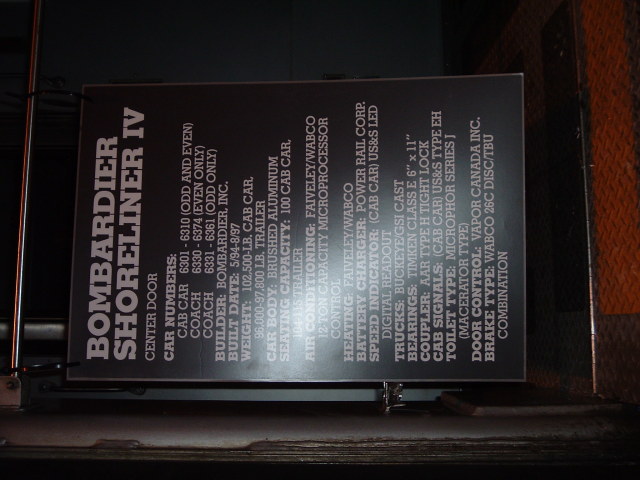 BOMBARDIER
SHORELINER IV
CENTER DOOR
CAR NUMBERS:
CAB CAR 6301 - 6310 (ODD AND EVEN)
COACH 6330 - 6374 (EVEN ONLY)
COACH 6331 - 6361 (ODD ONLY)
BUILDER: BOMBARDIER, INC.
BUILT DATE: 5/94-8/97
WEIGHT: 102,500-LB. CAB CAR,
96,000-97,800 LB. TRAILER
CAR BODY: BRUSHED ALUMINUM
SEATING CAPACITY: 100 CAB CAR,
TRAILER
AIR CONDITIONING: FAIVELEY/WABCO
CAPACITY MICROPROCESSOR
CONTROL
HEATING: FAIVELEY/WABCO
BATTERY CHARGER: POWER RAIL CORP.
SPEED INDICATOR: (CAB CAR) US&S LED
DIGITAL READOUT
TRUCKS: BUCKEYE/GSI CAST
BEARINGS: TIMKEN CLASS E 6" x 11"
COUPLER: AAR TYPE H TIGHT LOCK
CAB SIGNALS: (CAB CAR) US&S TYPE EH
TOILET TYPE: MICROPHOR SERIES J
(MACERATOR TYPE)
DOOR CONTROL: VAPOR CANADA INC.
BRAKE TYPE: WABCO 26C DISC/TBU
COMBINATION